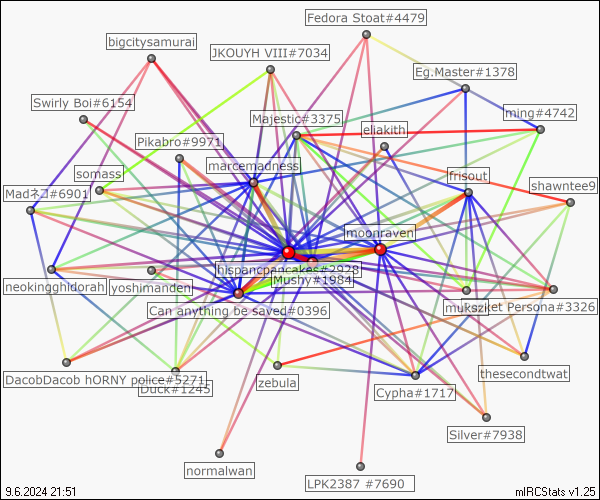 Fedora Stoat#4479
bigcitysamurai
JKOUYH VIII#7034
Eg.Master#1378
Swirly Boi#6154
ming#4742
Majestic#3375
eliakith
Pikabro#9971
marcemadness
somass
frisout
shawntee9
Madネコ#6901
moonraven
hispancpancakes#2928
Mushy#1984
neokingghidorah
yoshimanden
mukszk
et Persona#3326
Can anything be saved#0396
DacobDacob hORNY police#5271
Duck#1245
zebula
Cypha#1717
thesecondtwat
Silver#7938
normalwan
LPK2387 #7690
9.6.2024 21:51
mIRCStats v1.25